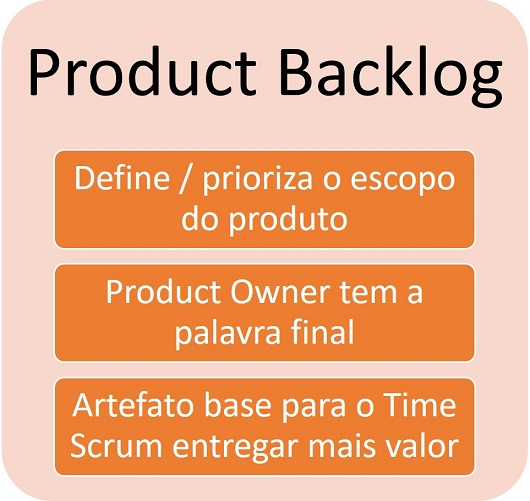 Product Backlog
Define / prioriza o escopo
do produto
Product Owner tem a
palavra final
Artefato base para o Time
Scrum entregar mais valor